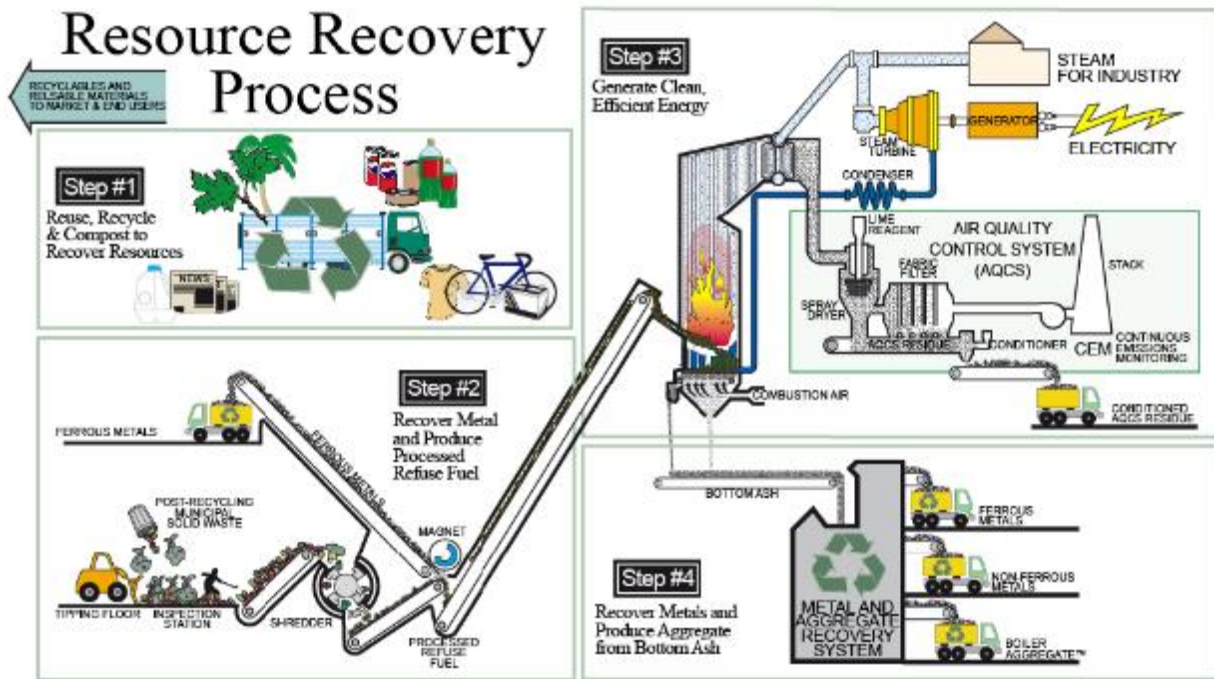 Resource Recovery
Process
RECYCLABLES AND
REUSABLE MATERIALS
TO MARKET & END USERS
Step #1
Reuse, Recycle
& Compost to
Recover Resources
NEWS
Step #2
Recover Metal
and Produce
Processed
Refuse Fuel
FERROUS METALS
FERROUS METALS
POST-RECYCLING
MUNICIPAL
SOLID WASTE
MAGNET
TIPPING FLOOR
INSPECTION
STATION
SHREDDER
PROCESSED
REFUSE
FUEL
Step #3
Generate Clean,
Efficient Energy
STEAM
FOR INDUSTRY
GENERATOR
STEAM
TURBINE
ELECTRICITY
CONDENSER
LIME
REAGENT
AIR QUALITY
CONTROL SYSTEM
(AQCS)
FABRIC
FILTER
STACK
SPRAY
DRYER
AQCS RESIDUE
CONDITIONER
CEM
CONTINUOUS
EMISSIONS
MONITORING
COMBUSTION AIR
CONDITIONED
AQCS RESIDUE
BOTTOM ASH
Step #4
Recover Metals and
Produce Aggregate
from Bottom Ash
METAL AND
AGGREGATE
RECOVERY
SYSTEM
FERROUS
METALS
NON-FERROUS
METALS
BOILER
AGGREGATE™